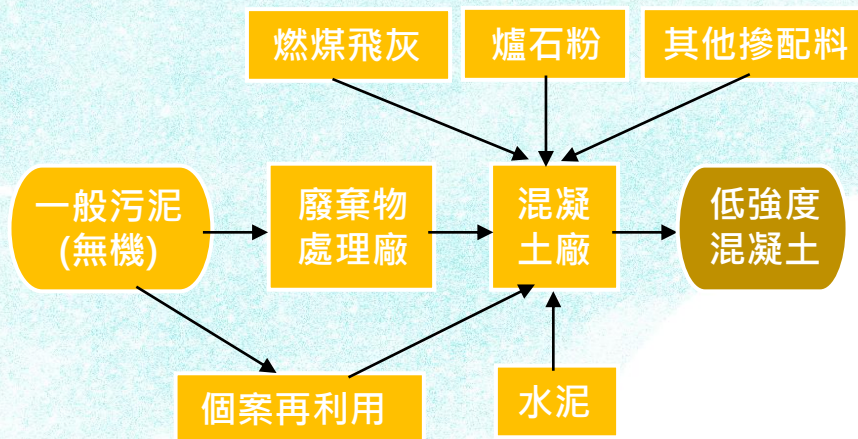 燃煤飛灰
爐石粉
其他摻配料
一般污泥
(無機)
廢棄物
處理廠
混凝
土廠
低強度
混凝土
個案再利用
水泥